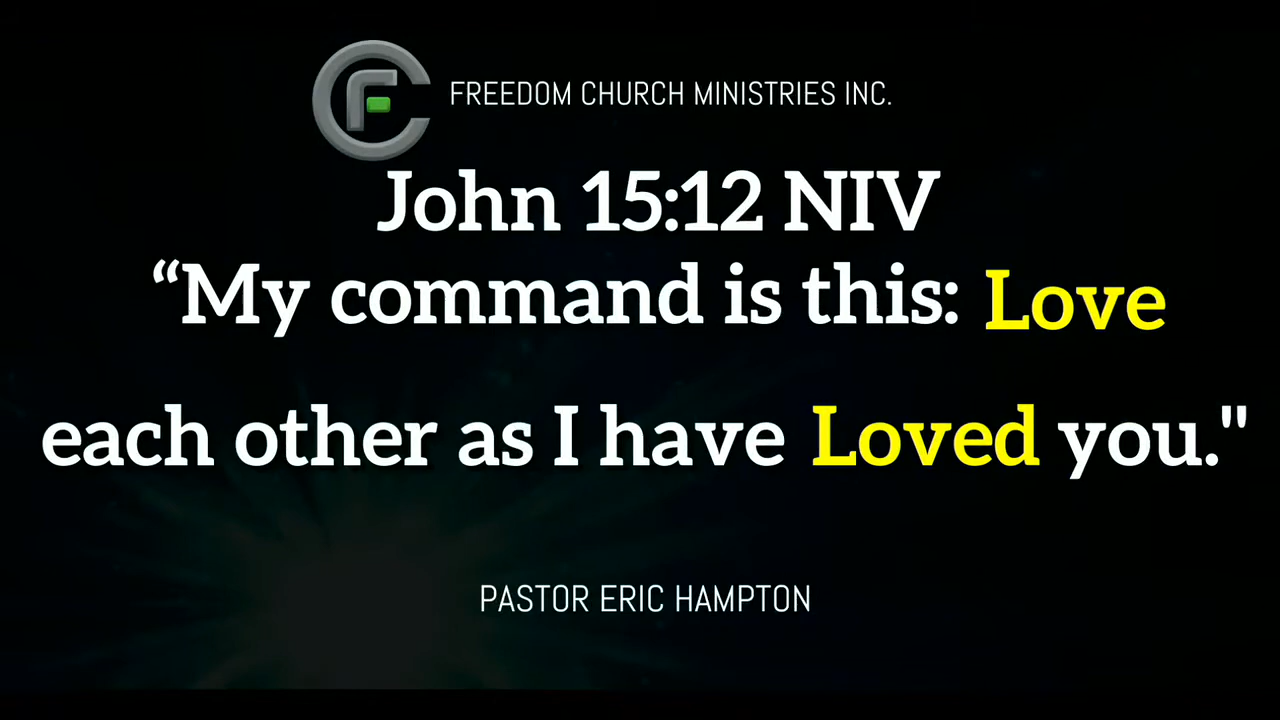 FREEDOM CHURCH MINISTRIES INC.
John 15:12 NIV
“My command is this: Love
each other as I have Loved you."
PASTOR ERIC HAMPTON